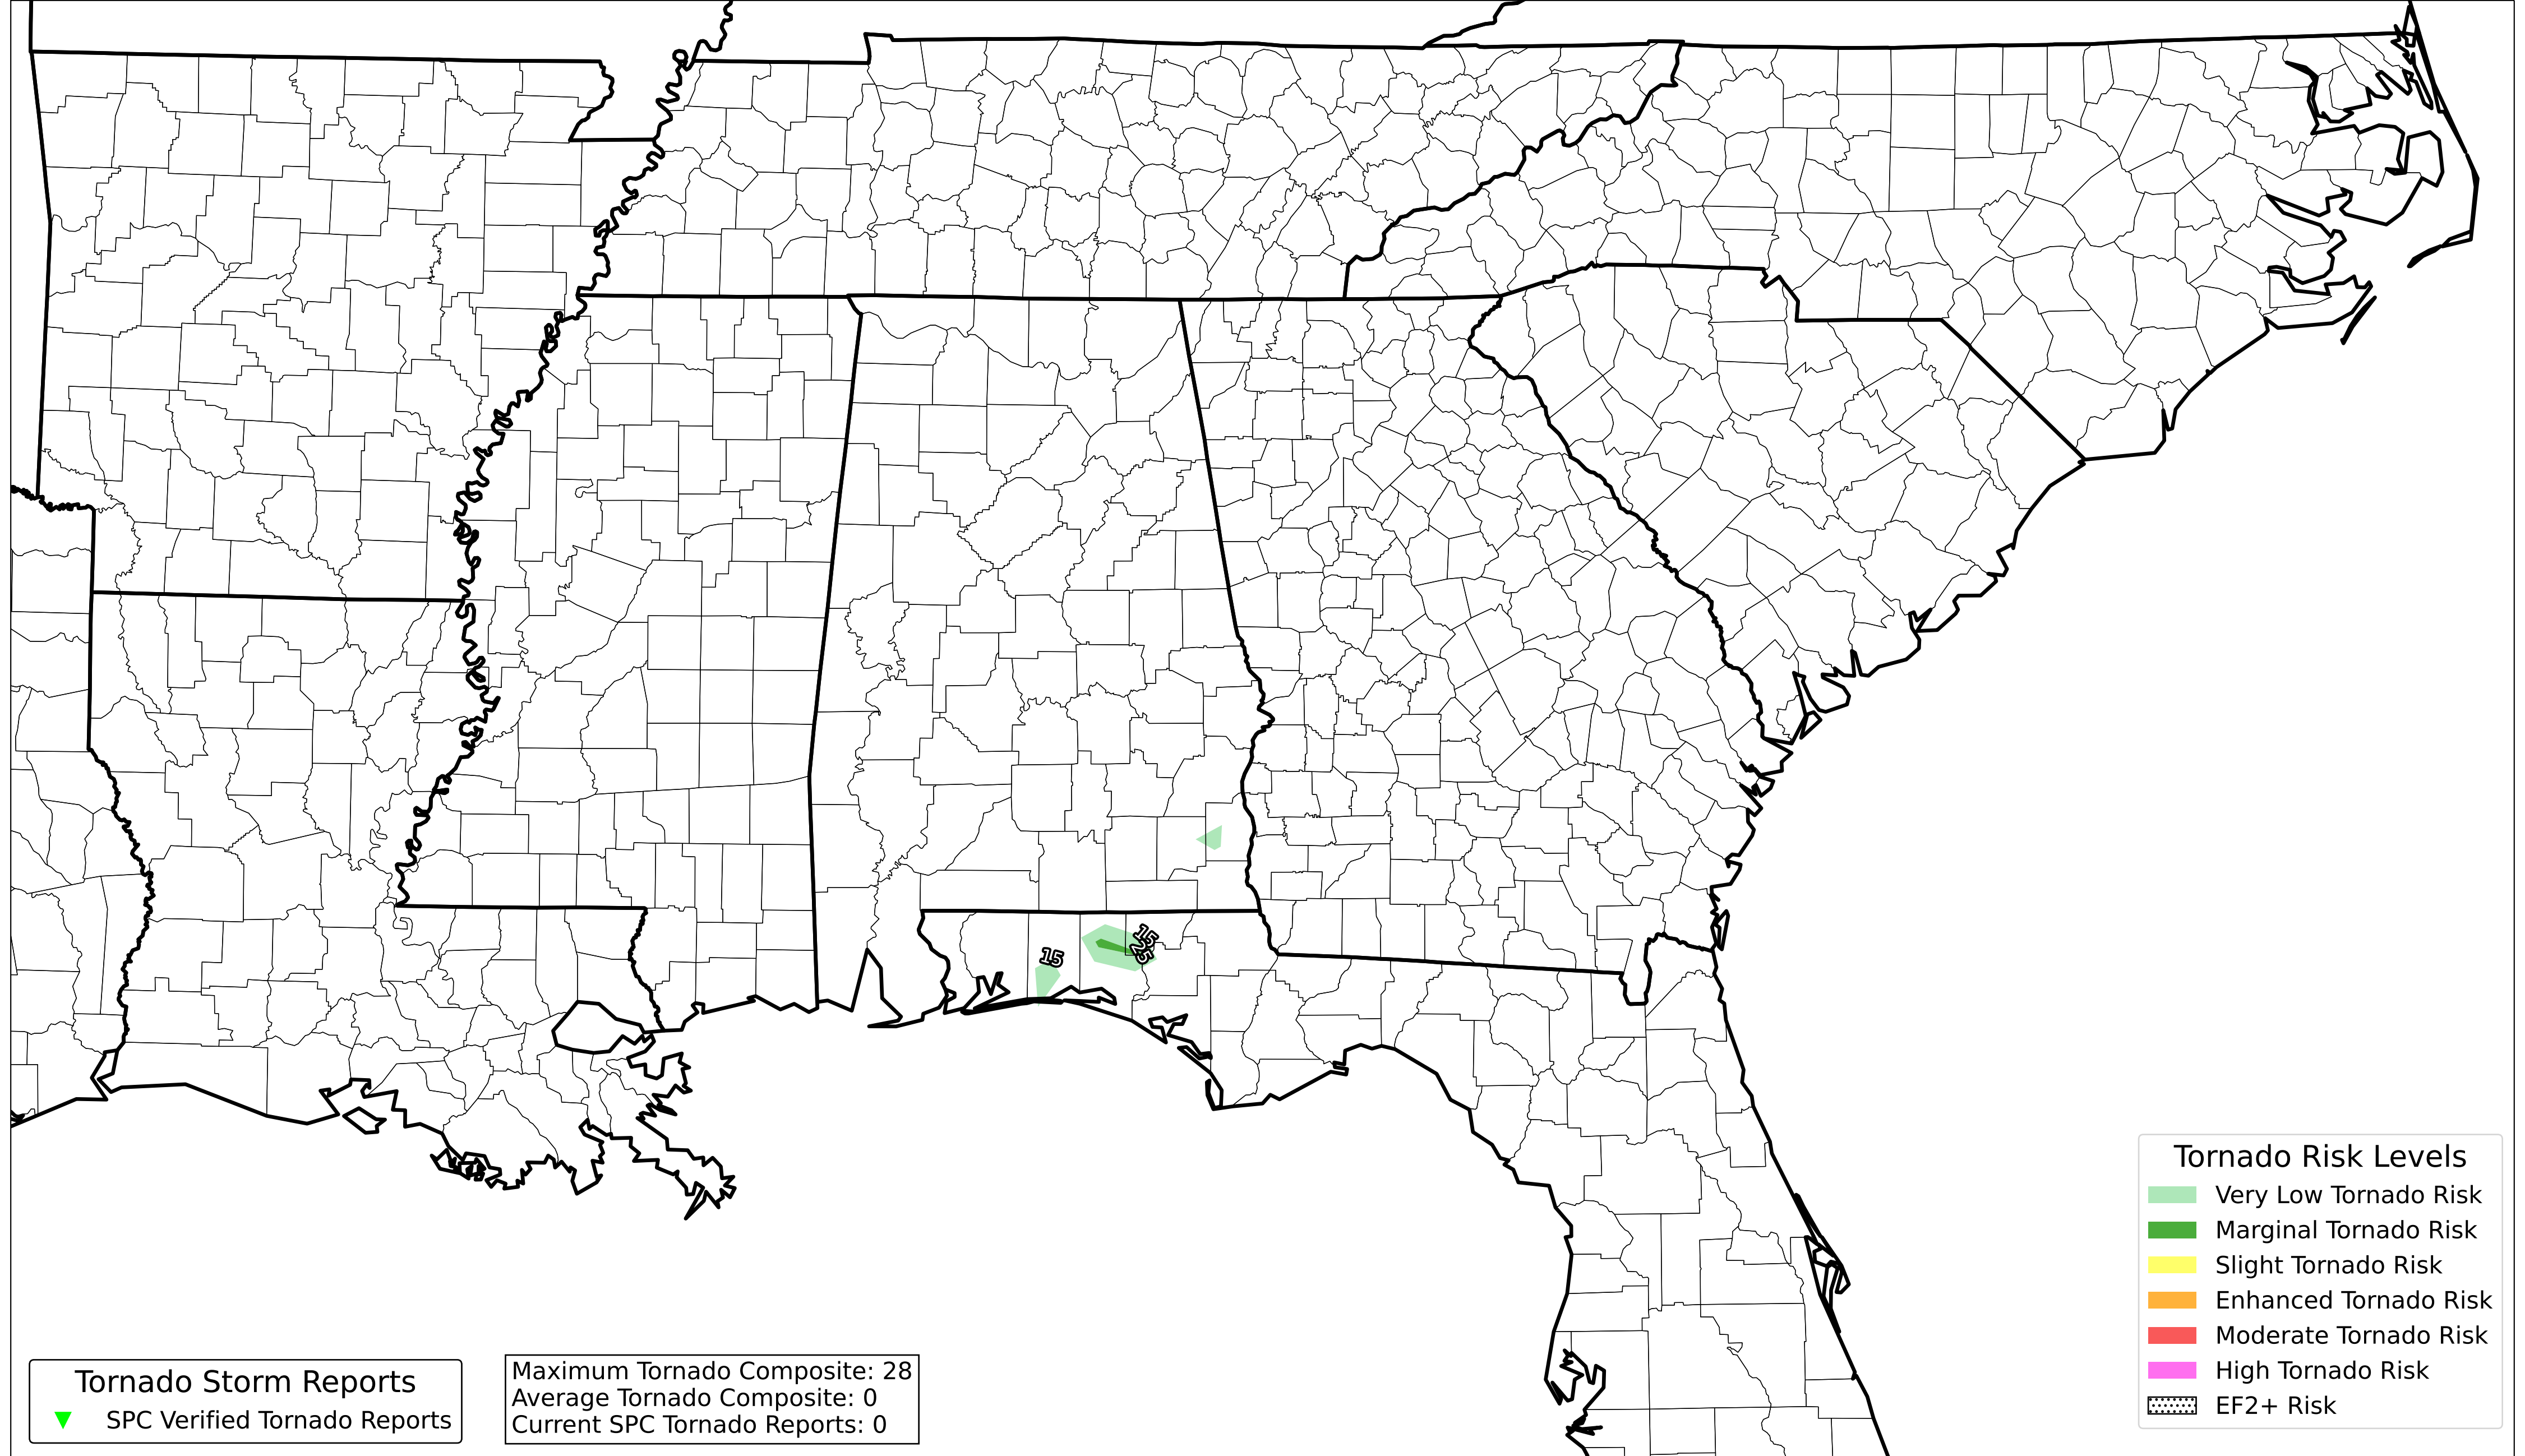 15
25
15
Tornado Risk Levels
Very Low Tornado Risk
Marginal Tornado Risk
Slight Tornado Risk
Enhanced Tornado Risk
Moderate Tornado Risk
High Tornado Risk
EF2+ Risk
Tornado Storm Reports
SPC Verified Tornado Reports
Maximum Tornado Composite: 28
Average Tornado Composite: 0
Current SPC Tornado Reports: 0